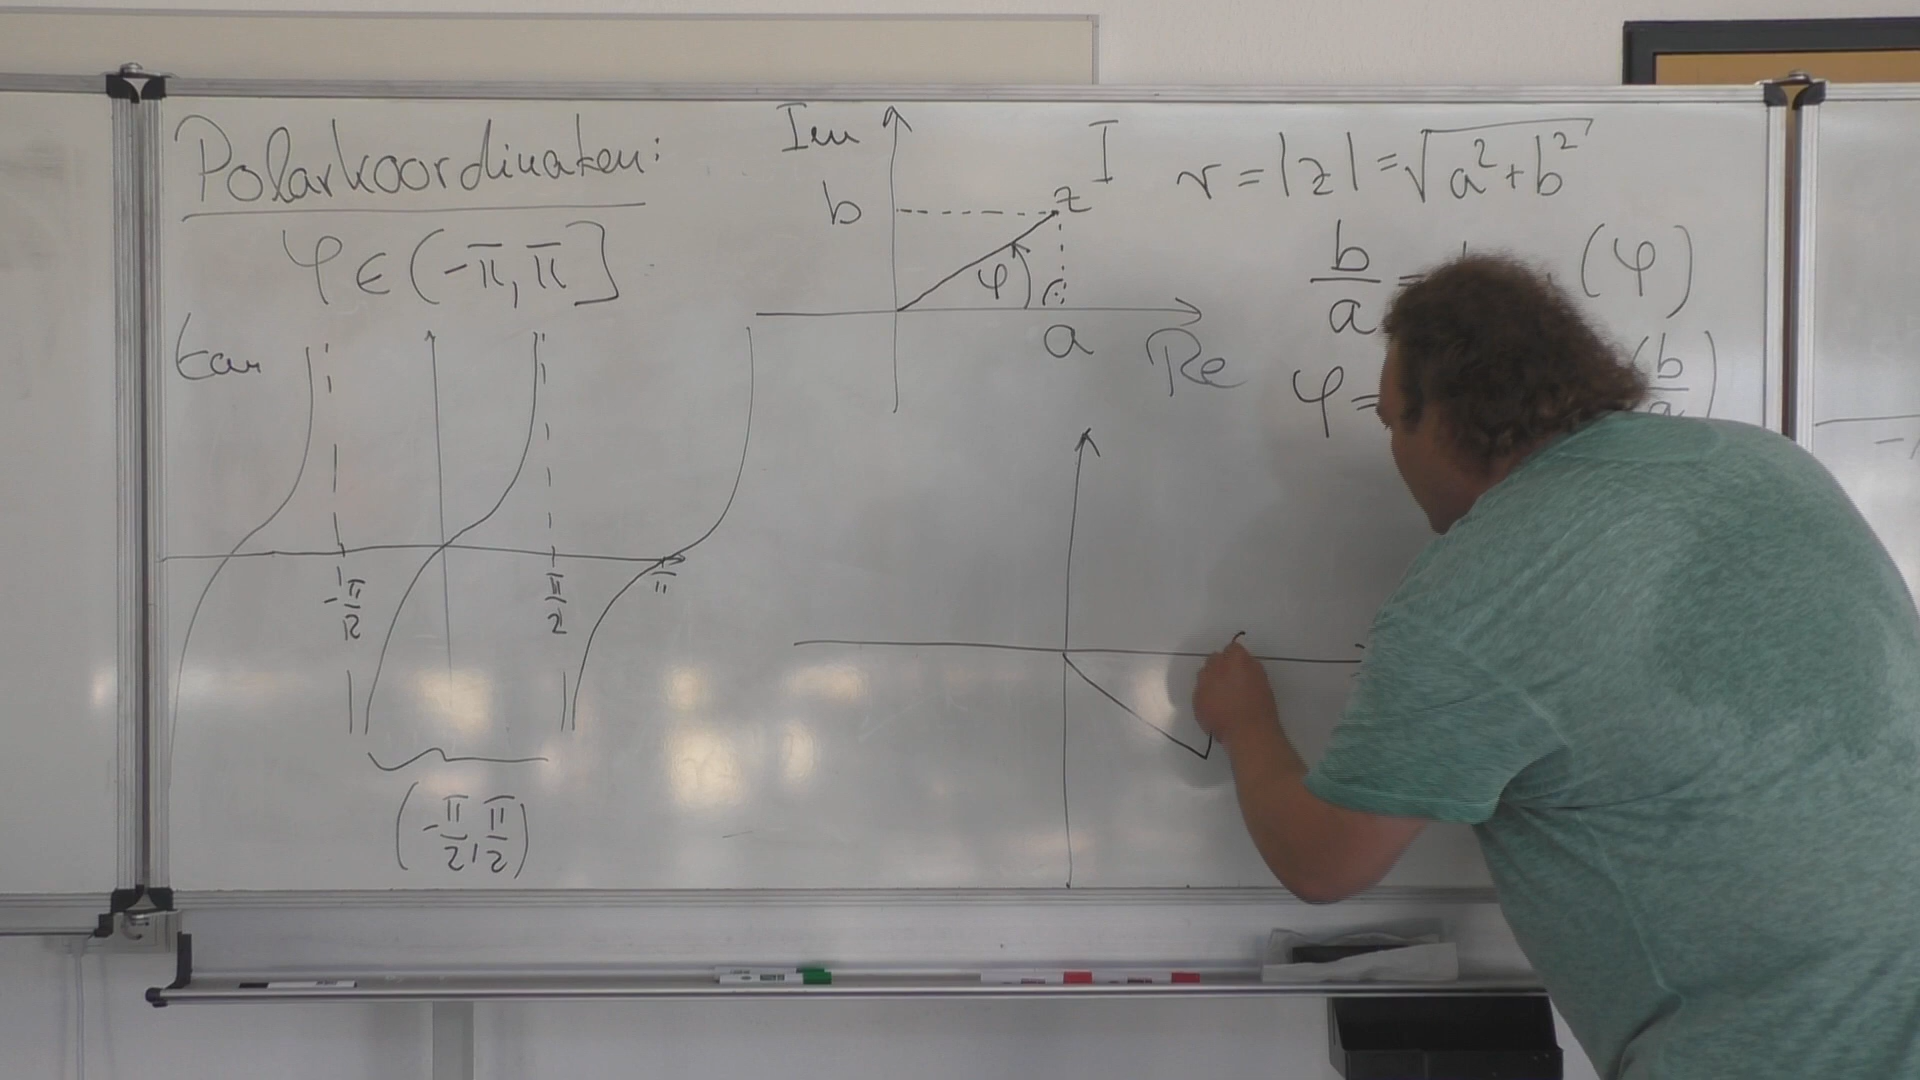 Polarkoordinaten:
φ ∈ (-π, π]
tan
-π/2
π/2
π
(-π/2, π/2)
Im
b
z
I
φ
a
Re
r = |z| = √(a² + b²)
b/a = (φ)
φ = (b/a)